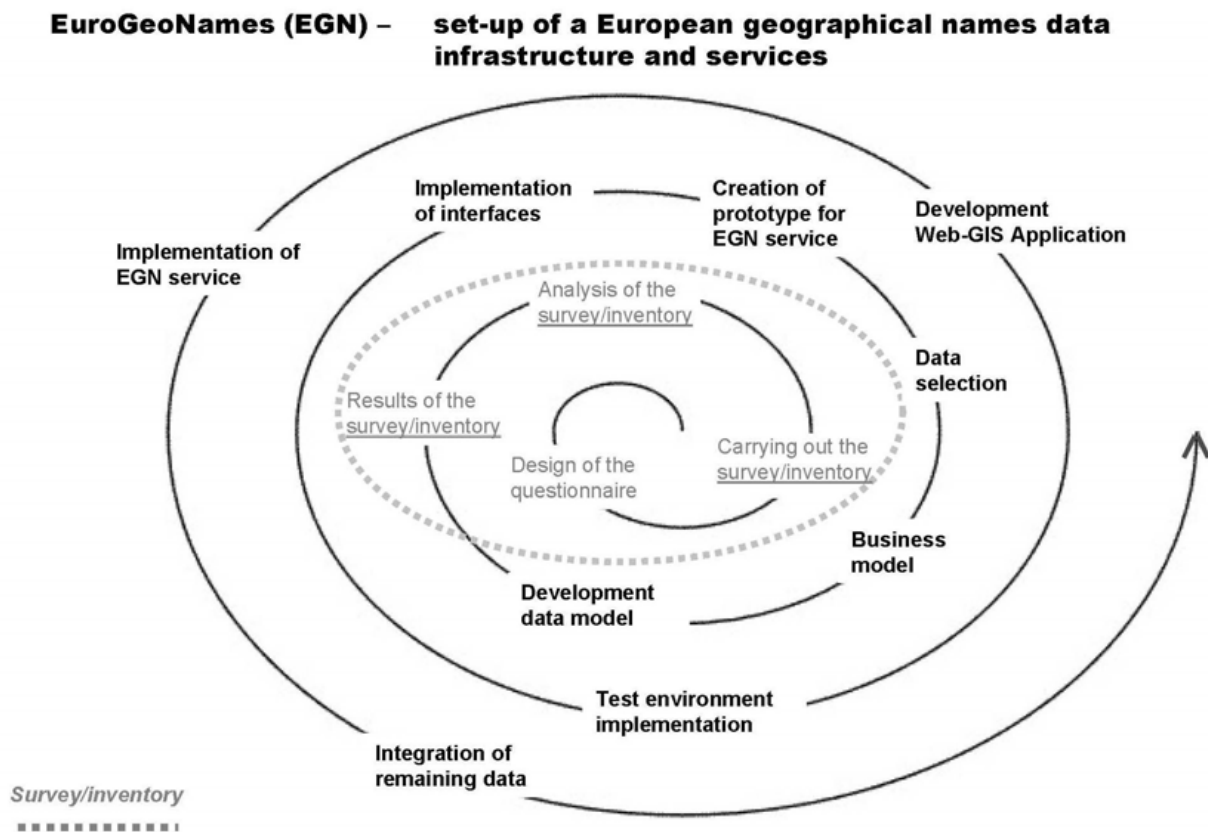 EuroGeoNames (EGN) – set-up of a European geographical names data
infrastructure and services
Implementation
of interfaces
Creation of
prototype for
EGN service
Development
Web-GIS Application
Implementation of
EGN service
Analysis of the
survey/inventory
Data
selection
Results of the
survey/inventory
Design of the
questionnaire
Carrying out the
survey/inventory
Business
model
Development
data model
Test environment
implementation
Integration of
remaining data
Survey/inventory